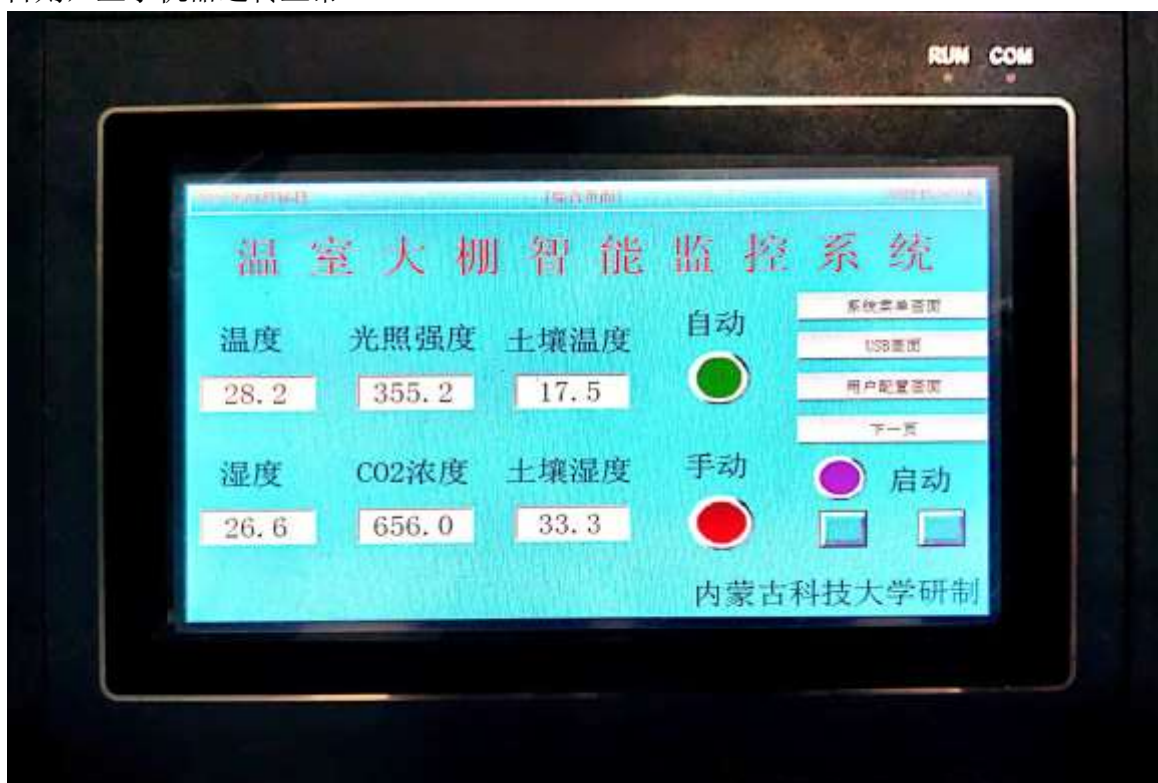 RUN COM
温室大棚智能监控系统
温度 光照强度 土壤温度 自动
28.2 355.2 17.5
系统菜单画面
USB画面
用户配置画面
下一页
湿度 CO2浓度 土壤湿度 手动 启动
26.6 656.0 33.3
内蒙古科技大学研制